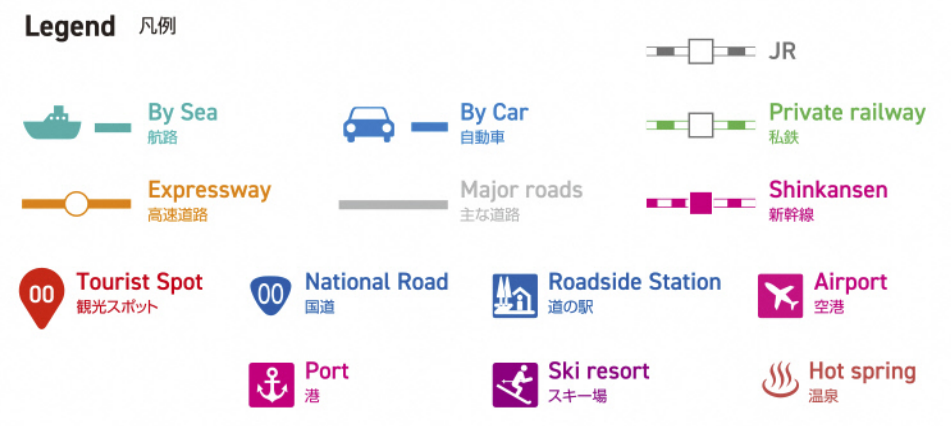 Legend 凡例
JR
By Sea
航路
By Car
自動車
Private railway
私鉄
Expressway
高速道路
Major roads
主な道路
Shinkansen
新幹線
00
Tourist Spot
観光スポット
00
National Road
国道
Roadside Station
道の駅
Airport
空港
Port
港
Ski resort
スキー場
Hot spring
温泉